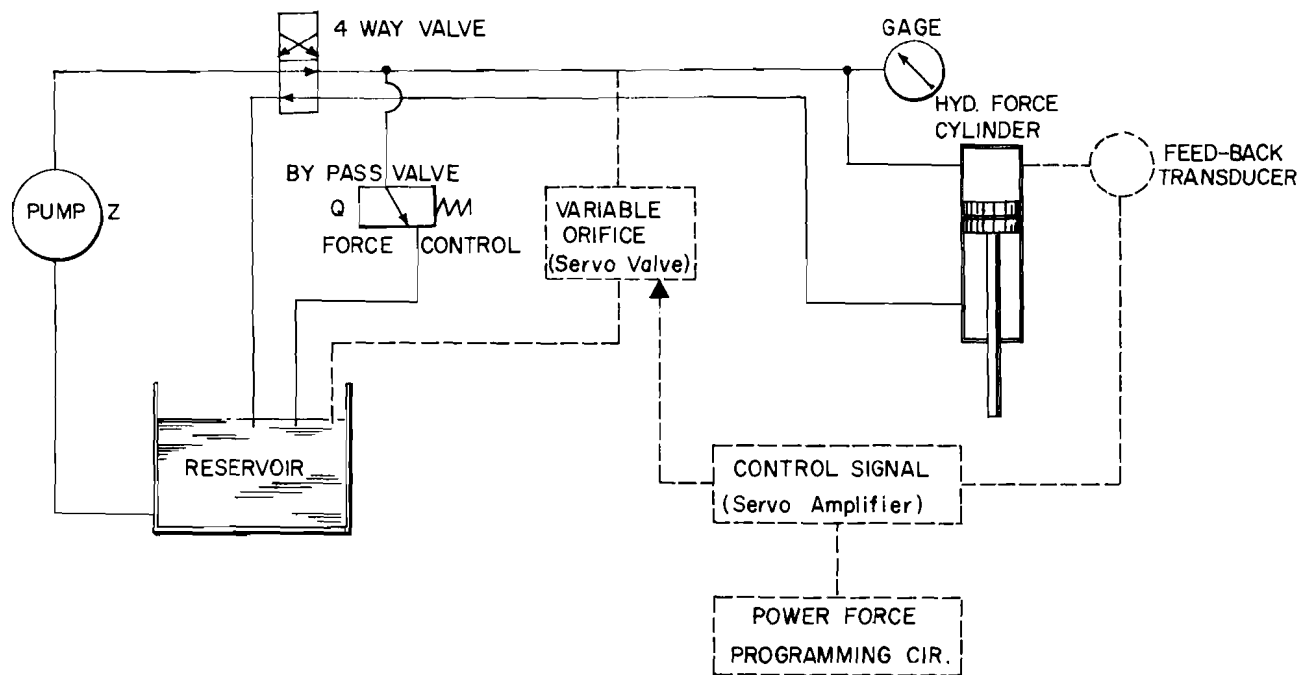 4 WAY VALVE
GAGE
HYD. FORCE
CYLINDER
FEED-BACK
TRANSDUCER
BY PASS VALVE
PUMP Z
Q
FORCE CONTROL
VARIABLE
ORIFICE
(Servo Valve)
RESERVOIR
CONTROL SIGNAL
(Servo Amplifier)
POWER FORCE
PROGRAMMING CIR.